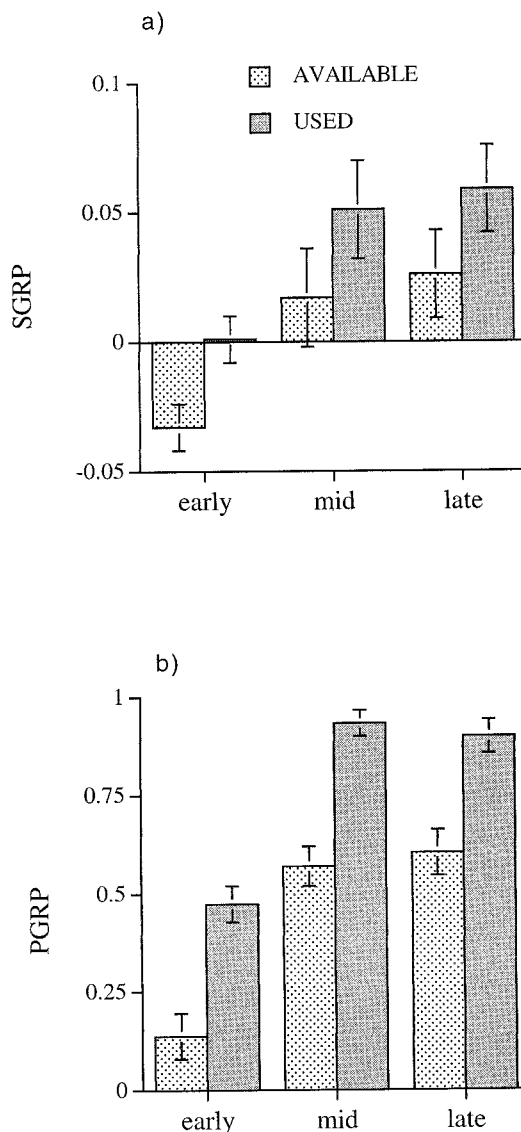 a)
AVAILABLE
USED
0.1
0.05
0
-0.05
SGRP
early mid late
b)
1
0.75
0.5
0.25
0
PGRP
early mid late